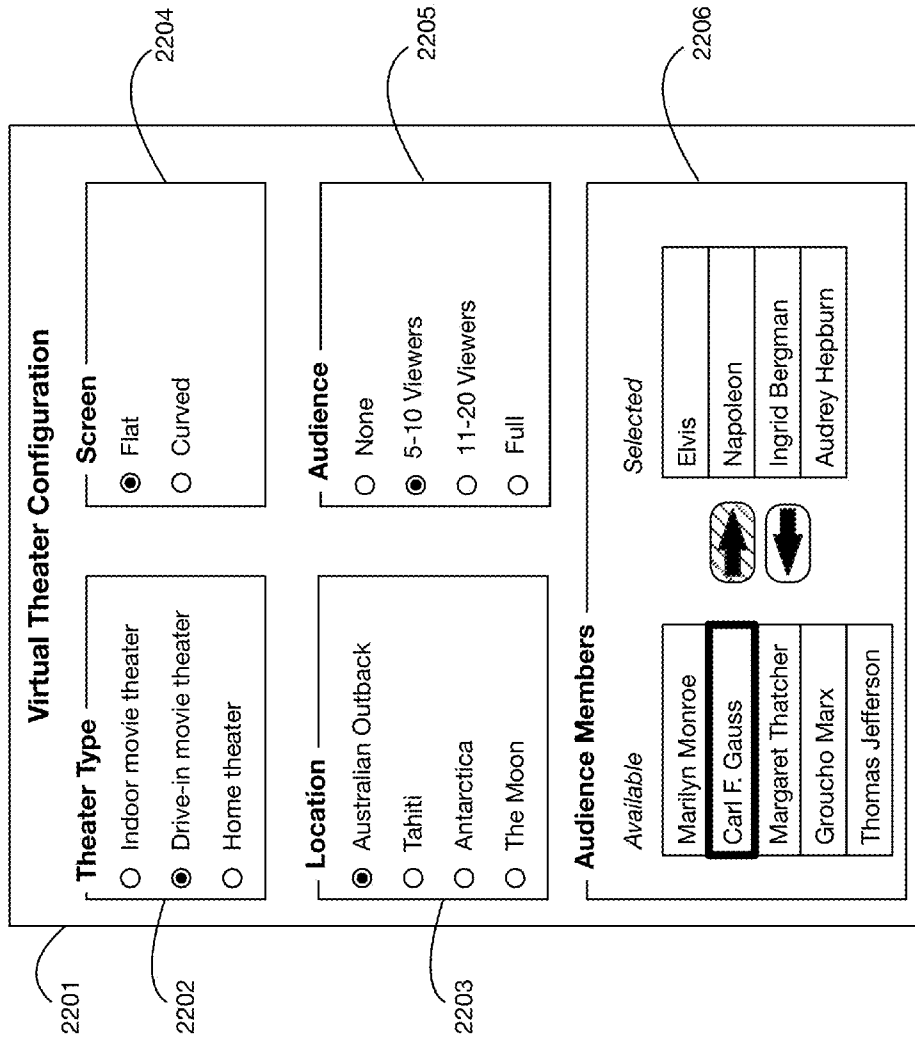 Virtual Theater Configuration
2201
Theater Type
Indoor movie theater
Drive-in movie theater
Home theater
2202
Screen
Flat
Curved
2204
Location
Australian Outback
Tahiti
Antarctica
The Moon
2203
Audience
None
5-10 Viewers
11-20 Viewers
Full
2205
Audience Members
Available
Marilyn Monroe
Carl F. Gauss
Margaret Thatcher
Groucho Marx
Thomas Jefferson
Selected
Elvis
Napoleon
Ingrid Bergman
Audrey Hepburn
2206